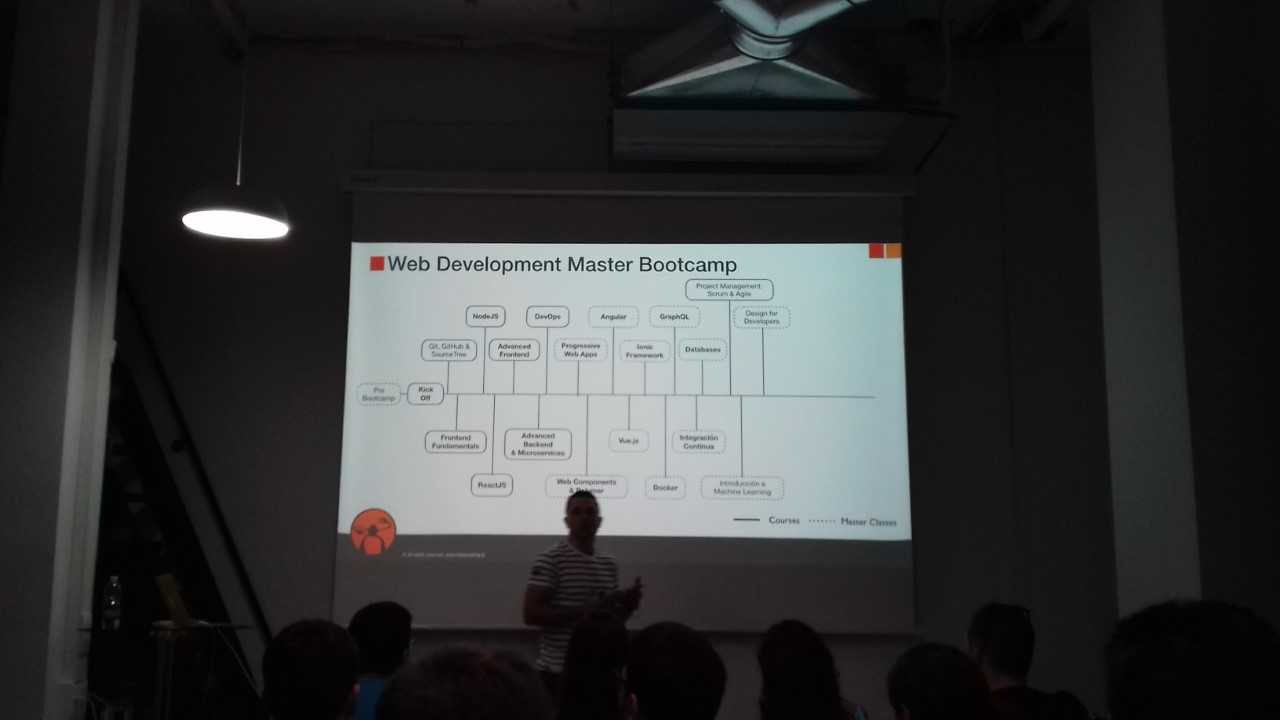 Web Development Master Bootcamp
Project Management:
Scrum & Agile
NodeJS
DevOps
Angular
GraphQL
Design for
Developers
Git, GitHub &
SourceTree
Advanced
Frontend
Progressive
Web Apps
Ionic
Framework
Databases
Pre
Bootcamp
Kick
Off
Frontend
Fundamentals
Advanced
Backend
& Microservices
Vue.js
Integración
Continua
ReactJS
Web Components
& Polymer
Docker
Introducción a
Machine Learning
Courses
Master Classes